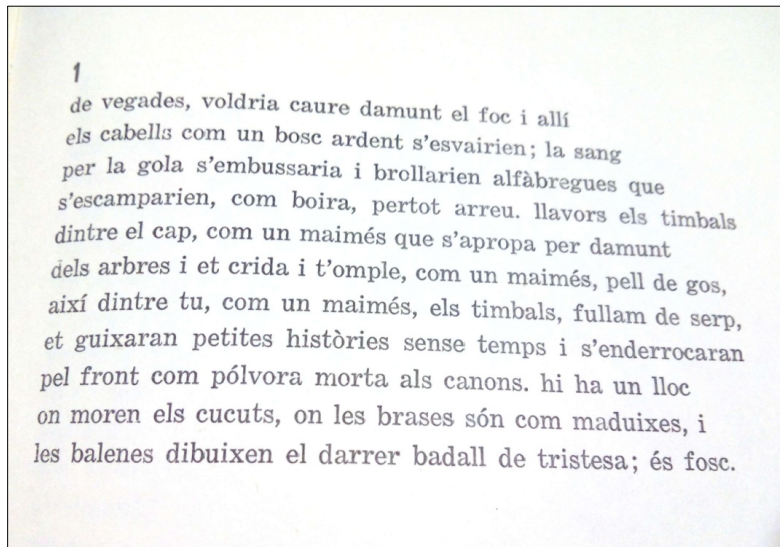 1
de vegades, voldria caure damunt el foc i allí
els cabells com un bosc ardent s'esvairien; la sang
per la gola s'embussaria i brollarien alfàbregues que
s'escamparien, com boira, pertot arreu. llavors els timbals
dintre el cap, com un maimés que s'apropa per damunt
dels arbres i et crida i t'omple, com un maimés, pell de gos,
així dintre tu, com un maimés, els timbals, fullam de serp,
et guixaran petites històries sense temps i s'enderrocaran
pel front com pólvora morta als canons. hi ha un lloc
on moren els cucuts, on les brases són com maduixes, i
les balenes dibuixen el darrer badall de tristesa; és fosc.